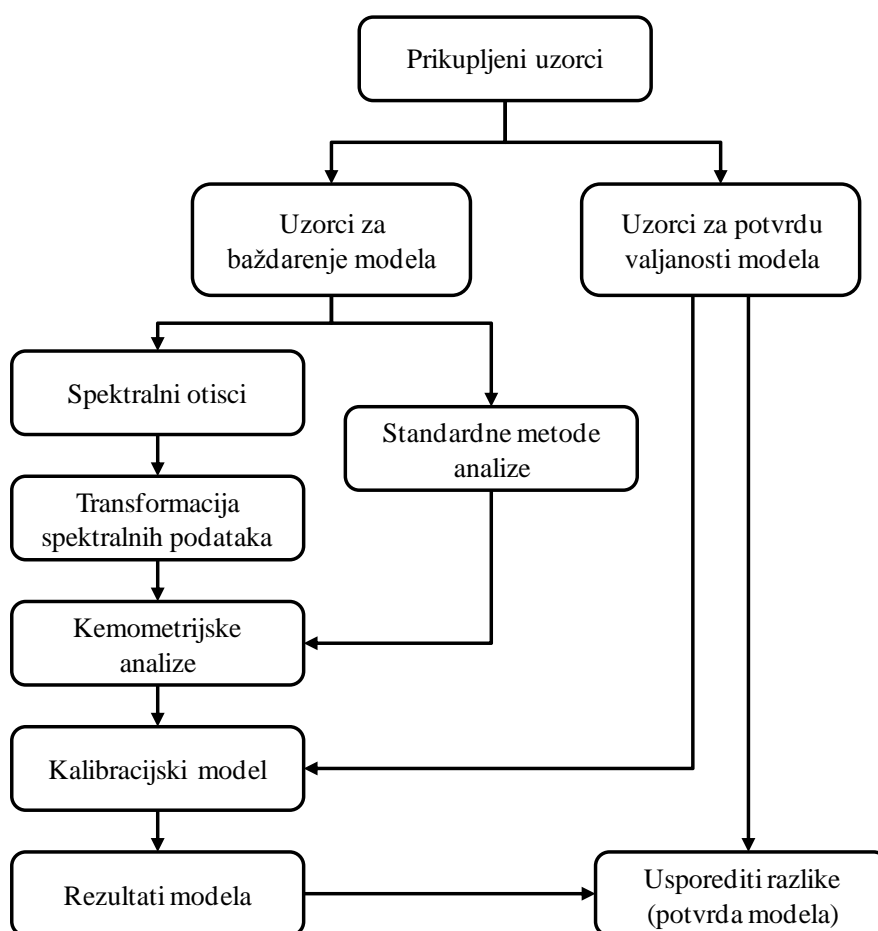 Prikupljeni uzorci
Uzorci za
baždarenje modela
Uzorci za potvrdu
valjanosti modela
Spektralni otisci
Standardne metode
analize
Transformacija
spektralnih podataka
Kemometrijske
analize
Kalibracijski model
Rezultati modela
Usporediti razlike
(potvrda modela)